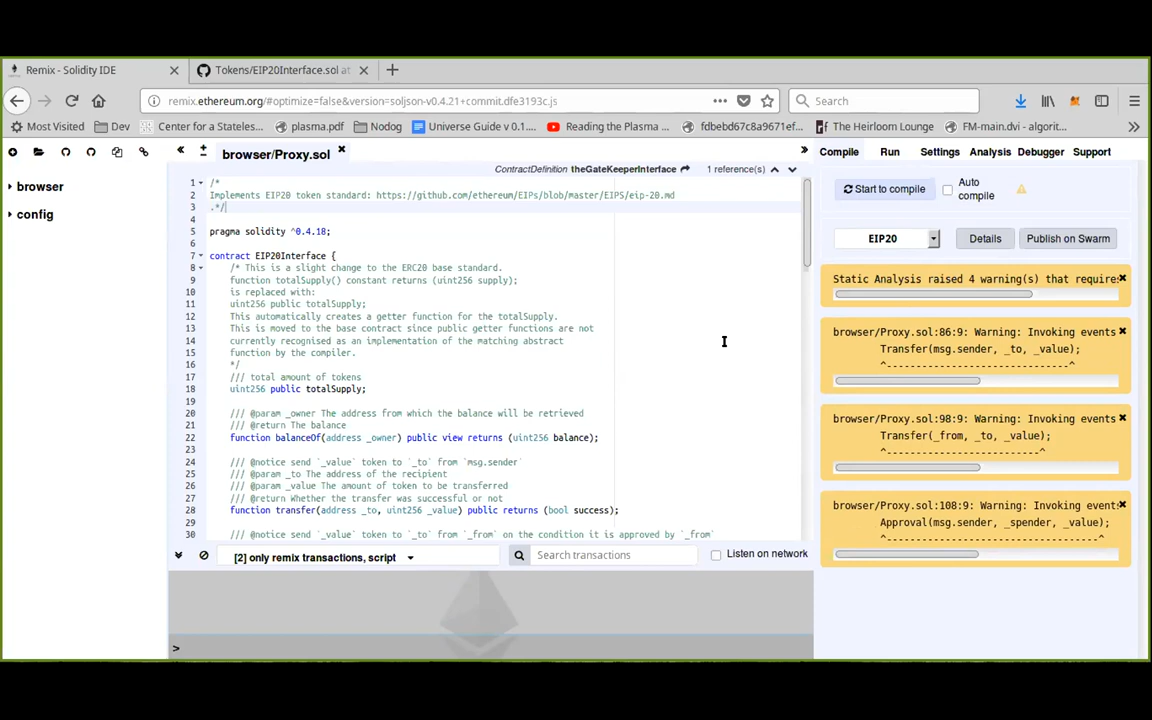 Remix - Solidity IDE
Tokens/EIP20Interface.sol at
remix.ethereum.org/#optimize=false&version=soljson-v0.4.21+commit.dfe3193c.js
Search
Most Visited
Dev
Center for a Stateles...
plasma.pdf
Nodog
Universe Guide v 0.1....
Reading the Plasma ...
fdbebd67c8a9671ef...
The Heirloom Lounge
FM-main.dvi - algorit...
browser
config
browser/Proxy.sol
ContractDefinition theGateKeeperInterface
1 reference(s)
1 /*
2 Implements EIP20 token standard: https://github.com/ethereum/EIPs/blob/master/EIPS/eip-20.md
3 .*/
4
5 pragma solidity ^0.4.18;
6
7 contract EIP20Interface {
8 /* This is a slight change to the ERC20 base standard.
9 function totalSupply() constant returns (uint256 supply);
10 is replaced with:
11 uint256 public totalSupply;
12 This automatically creates a getter function for the totalSupply.
13 This is moved to the base contract since public getter functions are not
14 currently recognised as an implementation of the matching abstract
15 function by the compiler.
16 */
17 /// total amount of tokens
18 uint256 public totalSupply;
19
20 /// @param _owner The address from which the balance will be retrieved
21 /// @return The balance
22 function balanceOf(address _owner) public view returns (uint256 balance);
23
24 /// @notice send `_value` token to `_to` from `msg.sender`
25 /// @param _to The address of the recipient
26 /// @param _value The amount of token to be transferred
27 /// @return Whether the transfer was successful or not
28 function transfer(address _to, uint256 _value) public returns (bool success);
29
30 /// @notice send `_value` token to `_to` from `_from` on the condition it is approved by `_from`
[2] only remix transactions, script
Search transactions
Listen on network
>
Compile
Run
Settings
Analysis
Debugger
Support
Start to compile
Auto
compile
EIP20
Details
Publish on Swarm
Static Analysis raised 4 warning(s) that requires
browser/Proxy.sol:86:9: Warning: Invoking events
Transfer(msg.sender, _to, _value);
^-------------------------------^
browser/Proxy.sol:98:9: Warning: Invoking events
Transfer(_from, _to, _value);
^--------------------------^
browser/Proxy.sol:108:9: Warning: Invoking events
Approval(msg.sender, _spender, _value);
^------------------------------------^